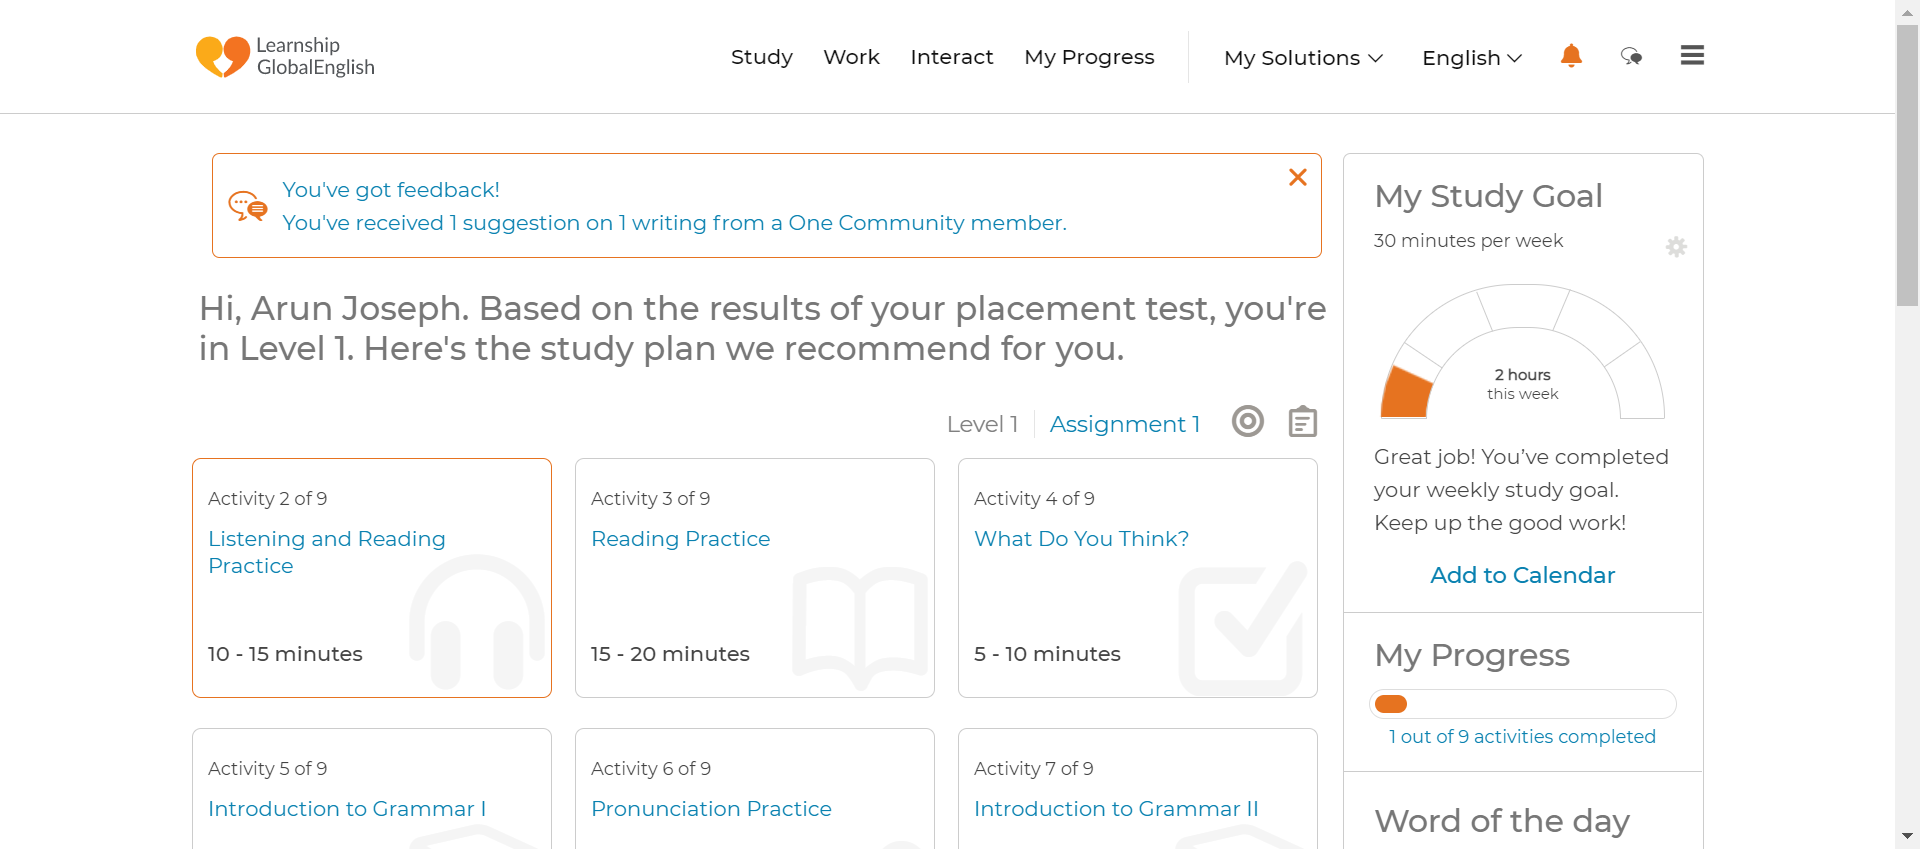 Learnship
GlobalEnglish
Study Work Interact My Progress My Solutions English
You've got feedback!
You've received 1 suggestion on 1 writing from a One Community member.
Hi, Arun Joseph. Based on the results of your placement test, you're
in Level 1. Here's the study plan we recommend for you.
Level 1 Assignment 1
Activity 2 of 9
Listening and Reading
Practice
10 - 15 minutes
Activity 3 of 9
Reading Practice
15 - 20 minutes
Activity 4 of 9
What Do You Think?
5 - 10 minutes
Activity 5 of 9
Introduction to Grammar I
Activity 6 of 9
Pronunciation Practice
Activity 7 of 9
Introduction to Grammar II
My Study Goal
30 minutes per week
2 hours
this week
Great job! You’ve completed
your weekly study goal.
Keep up the good work!
Add to Calendar
My Progress
1 out of 9 activities completed
Word of the day